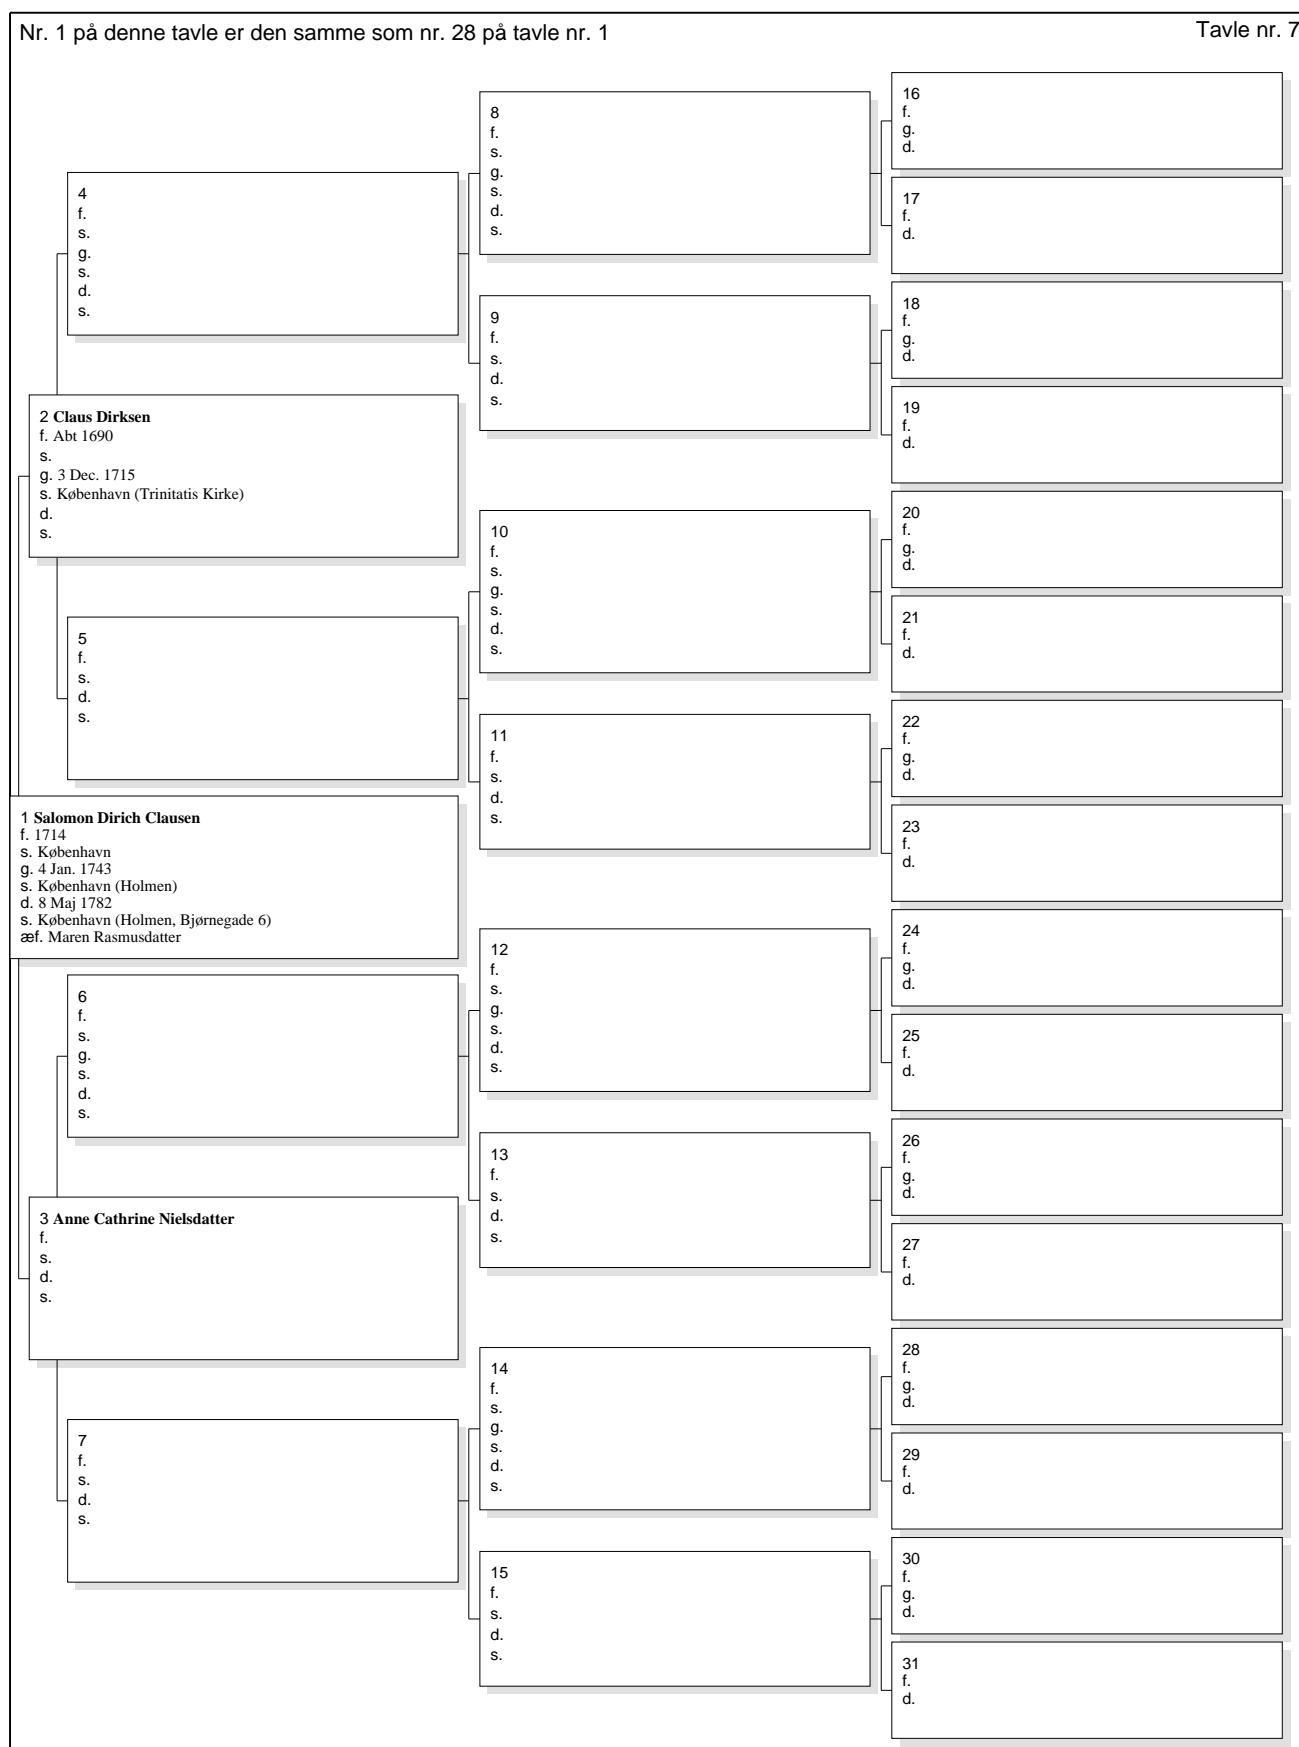 Nr. 1 på denne tavle er den samme som nr. 28 på tavle nr. 1
Tavle nr. 7
4
f.
s.
g.
s.
d.
s.
2 Claus Dirksen
f. Abt 1690
s.
g. 3 Dec. 1715
s. København (Trinitatis Kirke)
d.
s.
5
f.
s.
d.
s.
1 Salomon Dirich Clausen
f. 1714
s. København
g. 4 Jan. 1743
s. København (Holmen)
d. 8 Maj 1782
s. København (Holmen, Bjørnegade 6)
æf. Maren Rasmusdatter
6
f.
s.
g.
s.
d.
s.
3 Anne Cathrine Nielsdatter
f.
s.
d.
s.
7
f.
s.
d.
s.
8
f.
s.
g.
s.
d.
s.
9
f.
s.
d.
s.
10
f.
s.
g.
s.
d.
s.
11
f.
s.
d.
s.
12
f.
s.
g.
s.
d.
s.
13
f.
s.
d.
s.
14
f.
s.
g.
s.
d.
s.
15
f.
s.
d.
s.
16
f.
g.
d.
17
f.
d.
18
f.
g.
d.
19
f.
d.
20
f.
g.
d.
21
f.
d.
22
f.
g.
d.
23
f.
d.
24
f.
g.
d.
25
f.
d.
26
f.
g.
d.
27
f.
d.
28
f.
g.
d.
29
f.
d.
30
f.
g.
d.
31
f.
d.